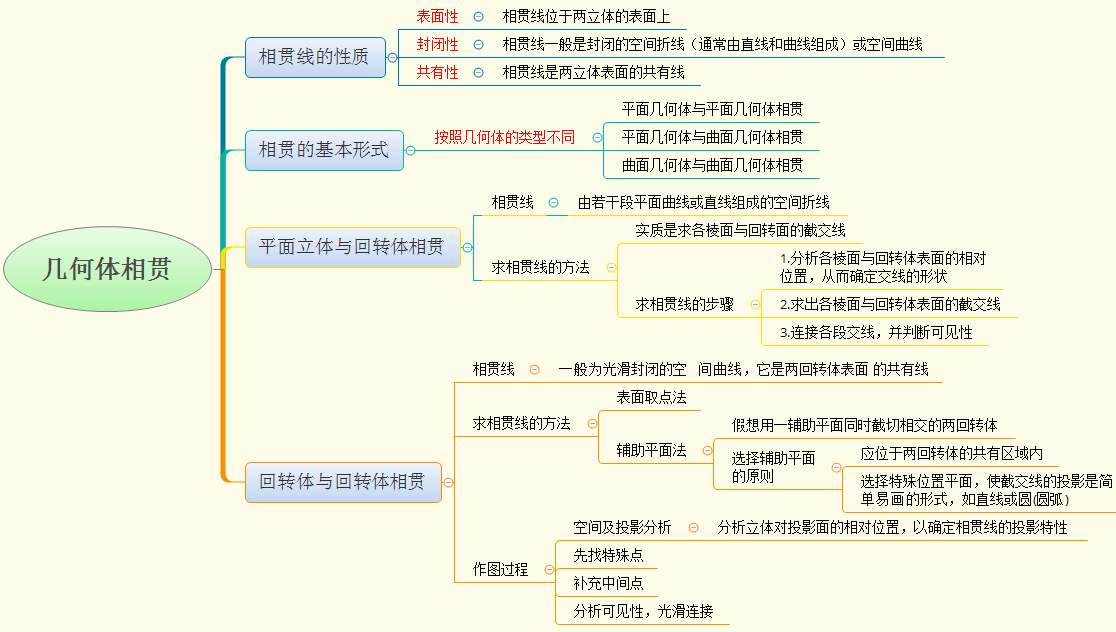 几何体相贯
相贯线的性质
表面性
相贯线位于两立体的表面上
封闭性
相贯线一般是封闭的空间折线（通常由直线和曲线组成）或空间曲线
共有性
相贯线是两立体表面的共有线
相贯的基本形式
按照几何体的类型不同
平面几何体与平面几何体相贯
平面几何体与曲面几何体相贯
曲面几何体与曲面几何体相贯
平面立体与回转体相贯
相贯线
由若干段平面曲线或直线组成的空间折线
求相贯线的方法
实质是求各棱面与回转面的截交线
求相贯线的步骤
1.分析各棱面与回转体表面的相对
位置，从而确定交线的形状
2.求出各棱面与回转体表面的截交线
3.连接各段交线，并判断可见性
回转体与回转体相贯
相贯线
一般为光滑封闭的空 间曲线，它是两回转体表面 的共有线
求相贯线的方法
表面取点法
辅助平面法
假想用一辅助平面同时截切相交的两回转体
选择辅助平面
的原则
应位于两回转体的共有区域内
选择特殊位置平面，使截交线的投影是简
单易画的形式，如直线或圆(圆弧)
作图过程
空间及投影分析
分析立体对投影面的相对位置，以确定相贯线的投影特性
先找特殊点
补充中间点
分析可见性，光滑连接